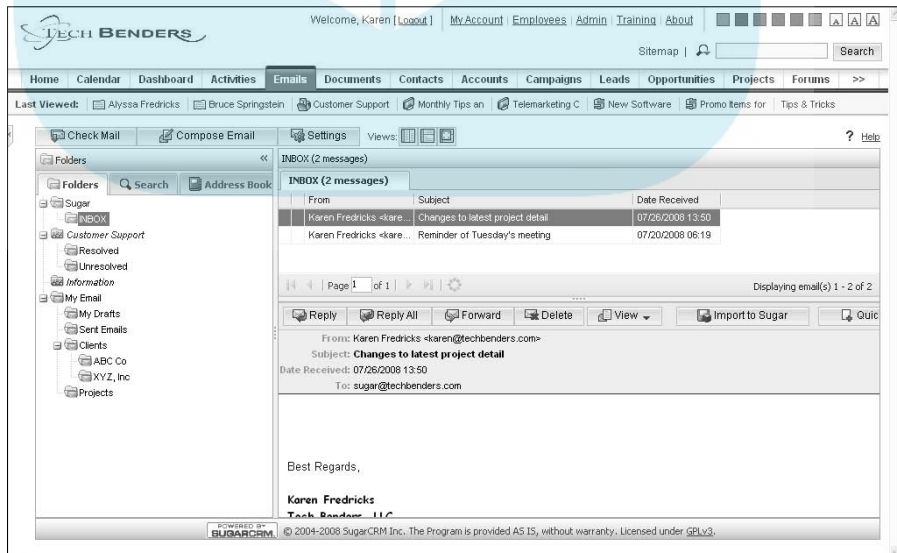 Welcome, Karen [ Logout ] My Account | Employees | Admin | Training | About A A A
TECH BENDERS
Sitemap | Search
Home Calendar Dashboard Activities Emails Documents Contacts Accounts Campaigns Leads Opportunities Projects Forums >>
Last Viewed: Alyssa Fredricks Bruce Springstein Customer Support Monthly Tips an Telemarketing C New Software Promo Items for Tips & Tricks
Check Mail Compose Email Settings Views: ? Help
Folders « INBOX (2 messages)
Folders Search Address Book INBOX (2 messages)
From Subject Date Received
Sugar
INBOX
Karen Fredricks <kare... Changes to latest project detail 07/26/2008 13:50
Customer Support
Karen Fredricks <kare... Reminder of Tuesday's meeting 07/20/2008 06:19
Resolved
Unresolved
Information
Page 1 of 1 Displaying email(s) 1 - 2 of 2
My Email
My Drafts
Sent Emails
Clients
ABC Co
XYZ, Inc
Projects
Reply Reply All Forward Delete View Import to Sugar Quic
From: Karen Fredricks <karen@techbenders.com>
Subject: Changes to latest project detail
Date Received: 07/26/2008 13:50
To: sugar@techbenders.com
Best Regards,
Karen Fredricks
Tech Benders, LLC
POWERED BY SUGARCRM © 2004-2008 SugarCRM Inc. The Program is provided AS IS, without warranty. Licensed under GPLv3.